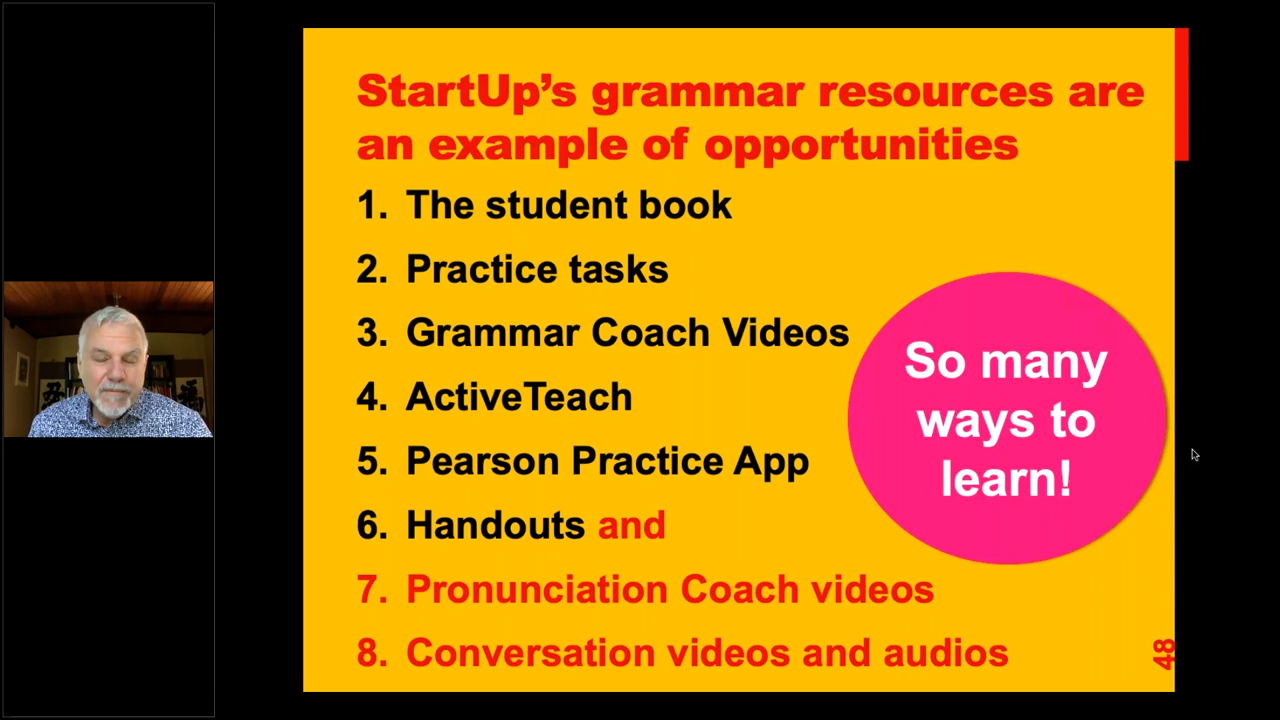 StartUp’s grammar resources are
an example of opportunities
1. The student book
2. Practice tasks
3. Grammar Coach Videos
4. ActiveTeach
5. Pearson Practice App
6. Handouts and
7. Pronunciation Coach videos
8. Conversation videos and audios
So many
ways to
learn!
48